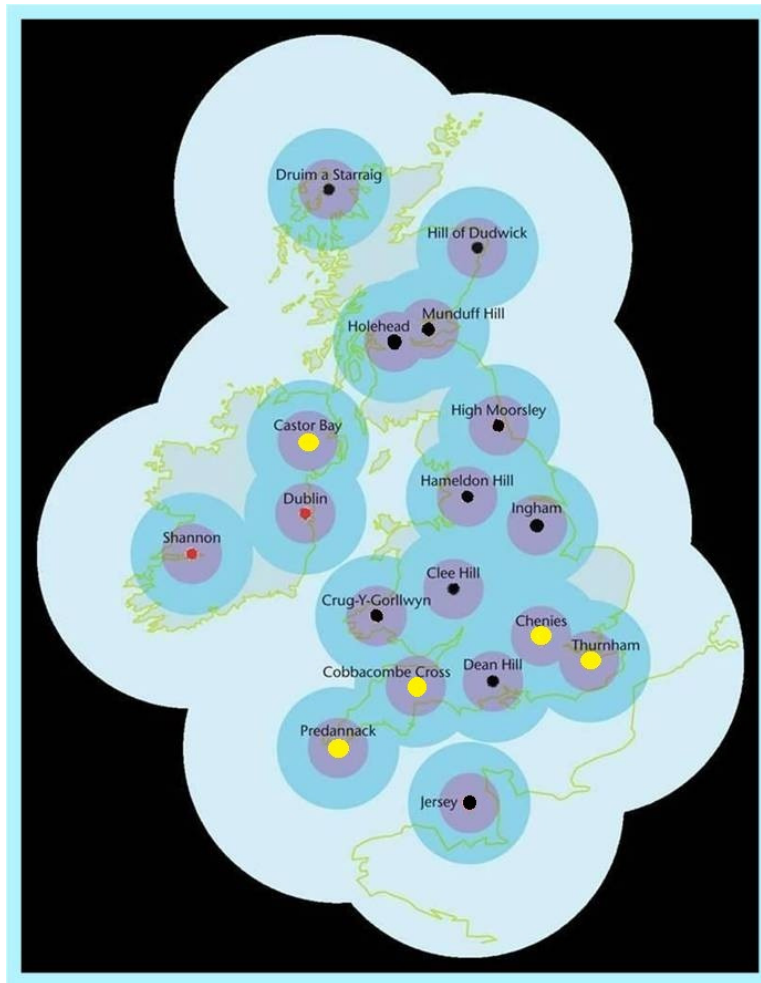 Druim a Starraig
Hill of Dudwick
Munduff Hill
Holehead
High Moorsley
Castor Bay
Hameldon Hill
Dublin
Ingham
Shannon
Clee Hill
Crug-Y-Gorllwyn
Chenies
Thurnham
Cobbacombe Cross
Dean Hill
Predannack
Jersey